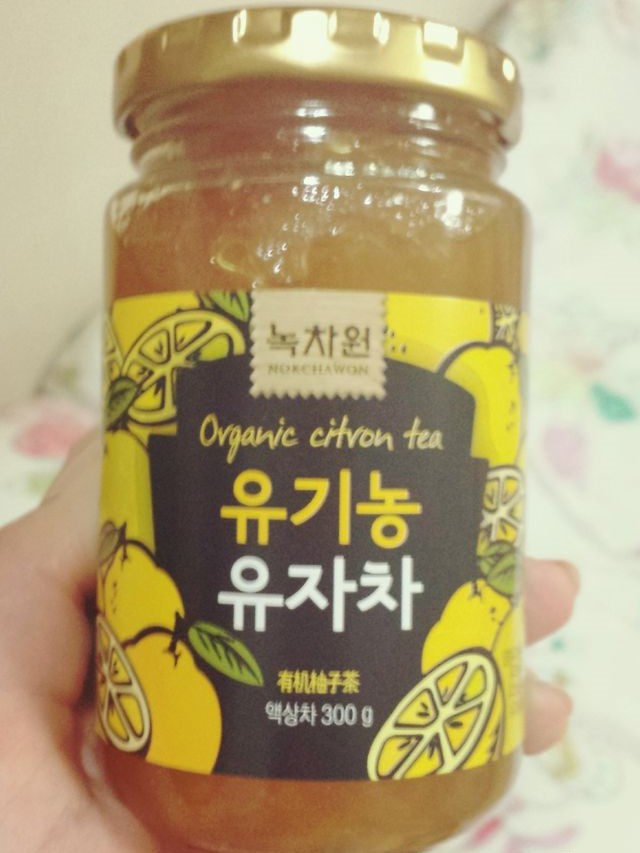 녹차원
NOKCHAWON
Organic citron tea
유기농
유자차
有机柚子茶
액상차 300 g